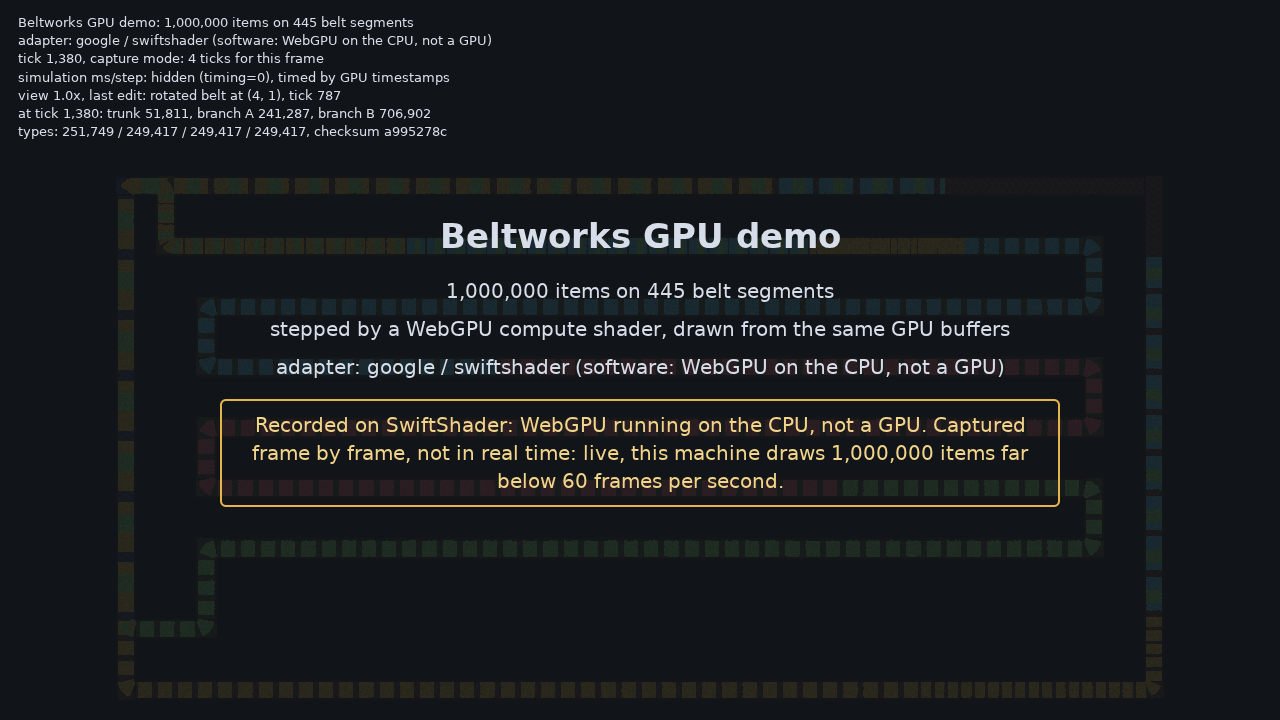 Beltworks GPU demo: 1,000,000 items on 445 belt segments
adapter: google / swiftshader (software: WebGPU on the CPU, not a GPU)
tick 1,380, capture mode: 4 ticks for this frame
simulation ms/step: hidden (timing=0), timed by GPU timestamps
view 1.0x, last edit: rotated belt at (4, 1), tick 787
at tick 1,380: trunk 51,811, branch A 241,287, branch B 706,902
types: 251,749 / 249,417 / 249,417 / 249,417, checksum a995278c
Beltworks GPU demo
1,000,000 items on 445 belt segments
stepped by a WebGPU compute shader, drawn from the same GPU buffers
adapter: google / swiftshader (software: WebGPU on the CPU, not a GPU)
Recorded on SwiftShader: WebGPU running on the CPU, not a GPU. Captured
frame by frame, not in real time: live, this machine draws 1,000,000 items far
below 60 frames per second.